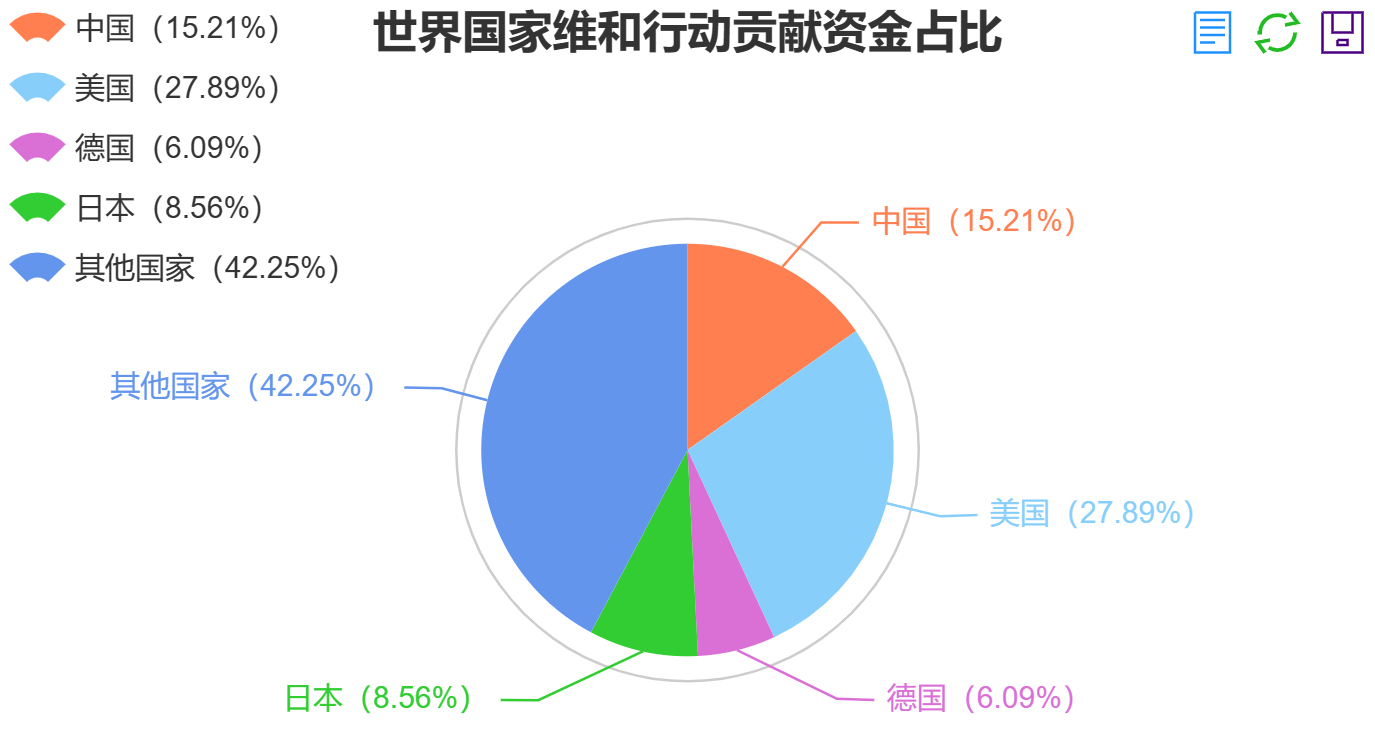 世界国家维和行动贡献资金占比
中国（15.21%）
美国（27.89%）
德国（6.09%）
日本（8.56%）
其他国家（42.25%）
中国（15.21%）
其他国家（42.25%）
美国（27.89%）
日本（8.56%）
德国（6.09%）